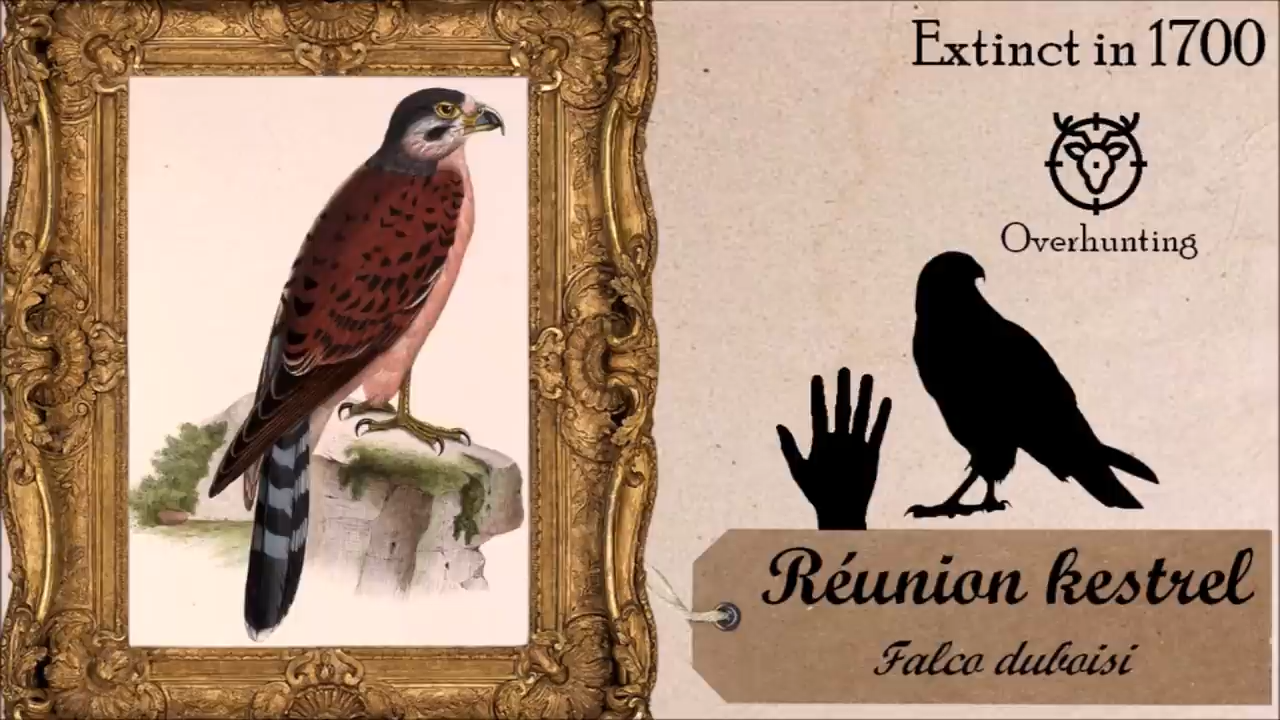 Extinct in 1700
Overhunting
Réunion kestrel
Falco duboisi